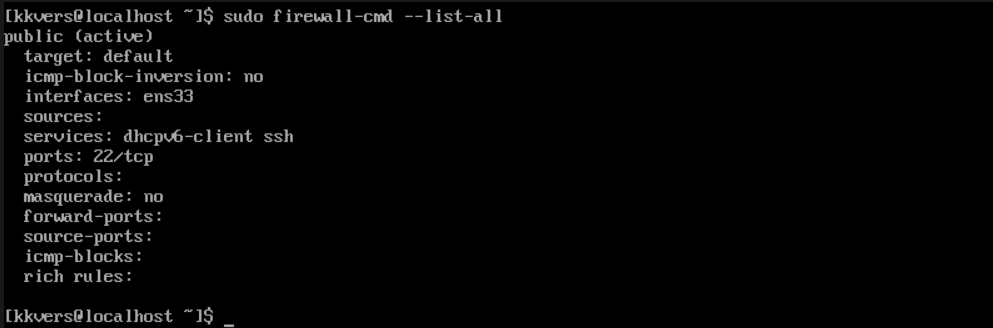 [kkvers@localhost ~]$ sudo firewall-cmd --list-all
public (active)
  target: default
  icmp-block-inversion: no
  interfaces: ens33
  sources:
  services: dhcpv6-client ssh
  ports: 22/tcp
  protocols:
  masquerade: no
  forward-ports:
  source-ports:
  icmp-blocks:
  rich rules:

[kkvers@localhost ~]$ _